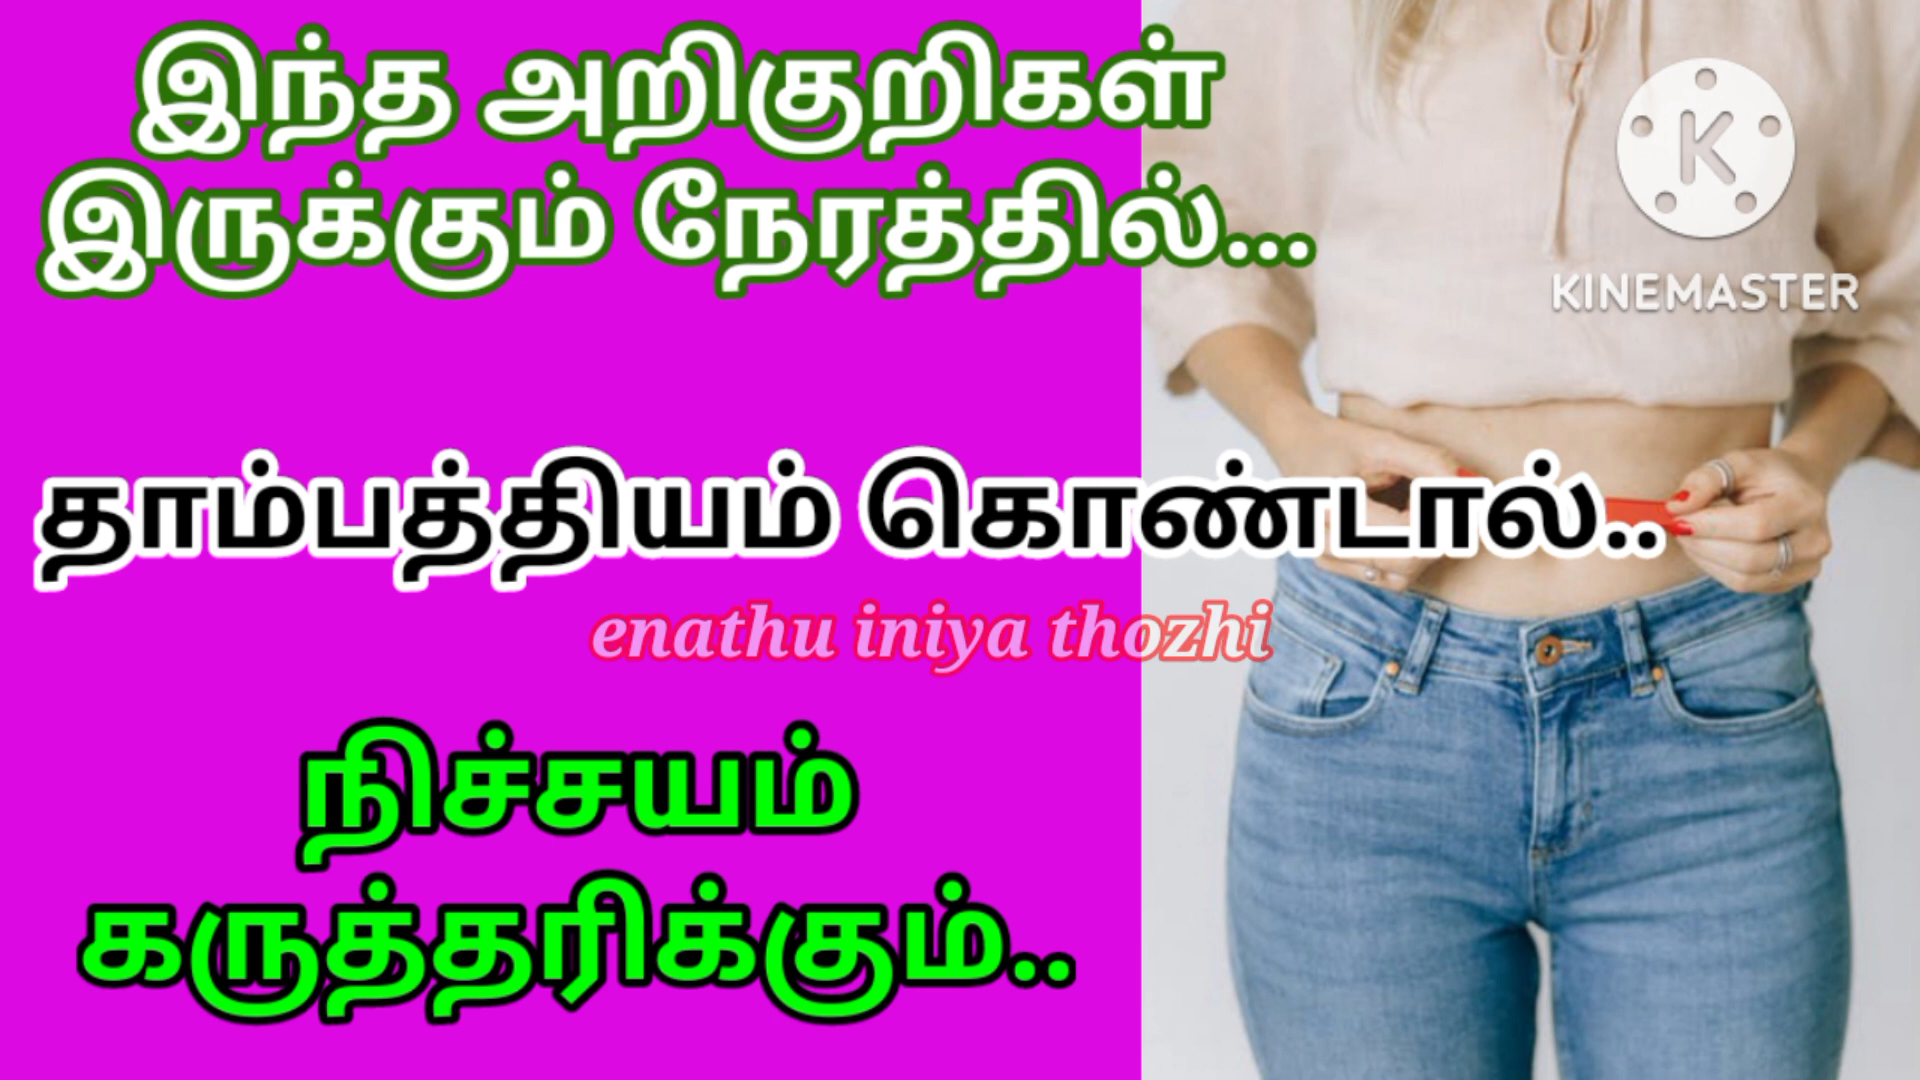 இந்த அறிகுறிகள்
இருக்கும் நேரத்தில்...
KINEMASTER
தாம்பத்தியம் கொண்டால்..
enathu iniya thozhi
நிச்சயம்
கருத்தரிக்கும்..